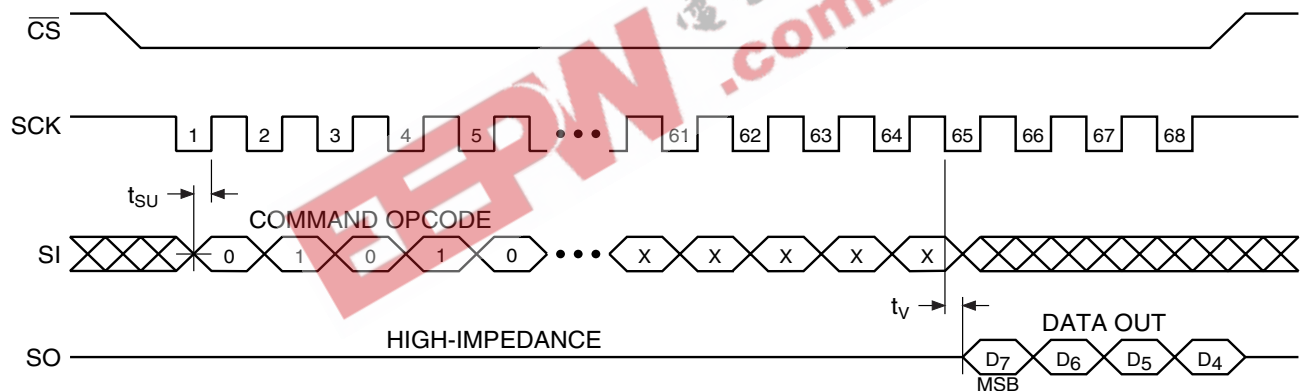 CS
SCK 1 2 3 4 5 ••• 61 62 63 64 65 66 67 68
tSU
COMMAND OPCODE
SI 0 1 0 1 0 ••• X X X X X
tV
HIGH-IMPEDANCE
DATA OUT
SO D7 D6 D5 D4
MSB
EEPW
.com